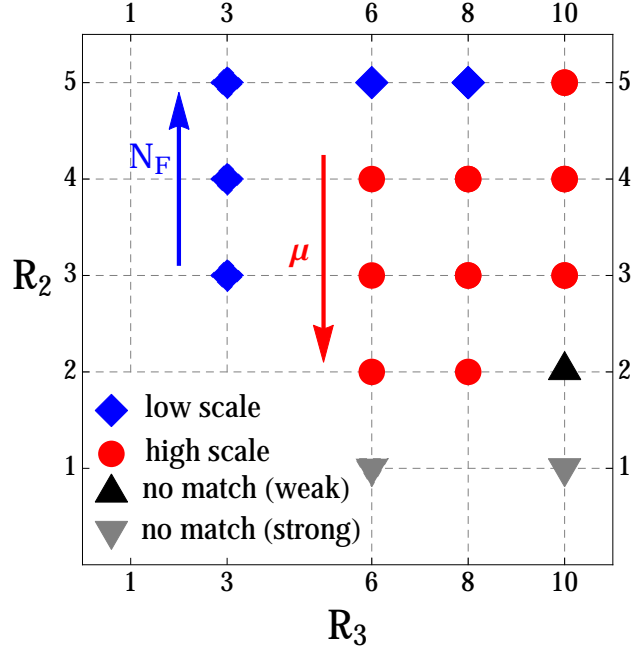 1 3 6 8 10
5 5
N_F
4 4
μ
3 3
R_2
2 2
low scale
high scale
1 1
no match (weak)
no match (strong)
1 3 6 8 10
R_3